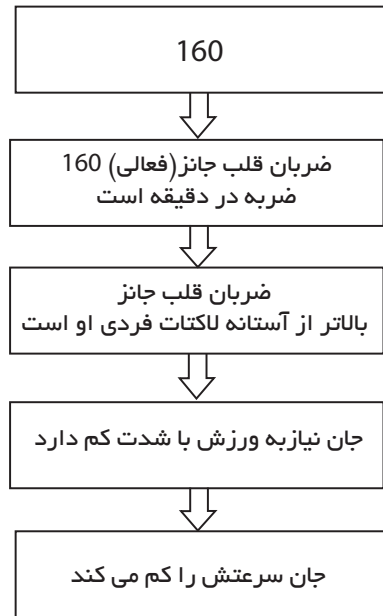 160
ضربان قلب جانز(فعالی) 160
ضربه در دقیقه است
ضربان قلب جانز
بالاتر از آستانه لاکتات فردی او است
جان نیازبه ورزش با شدت کم دارد
جان سرعتش را کم می کند